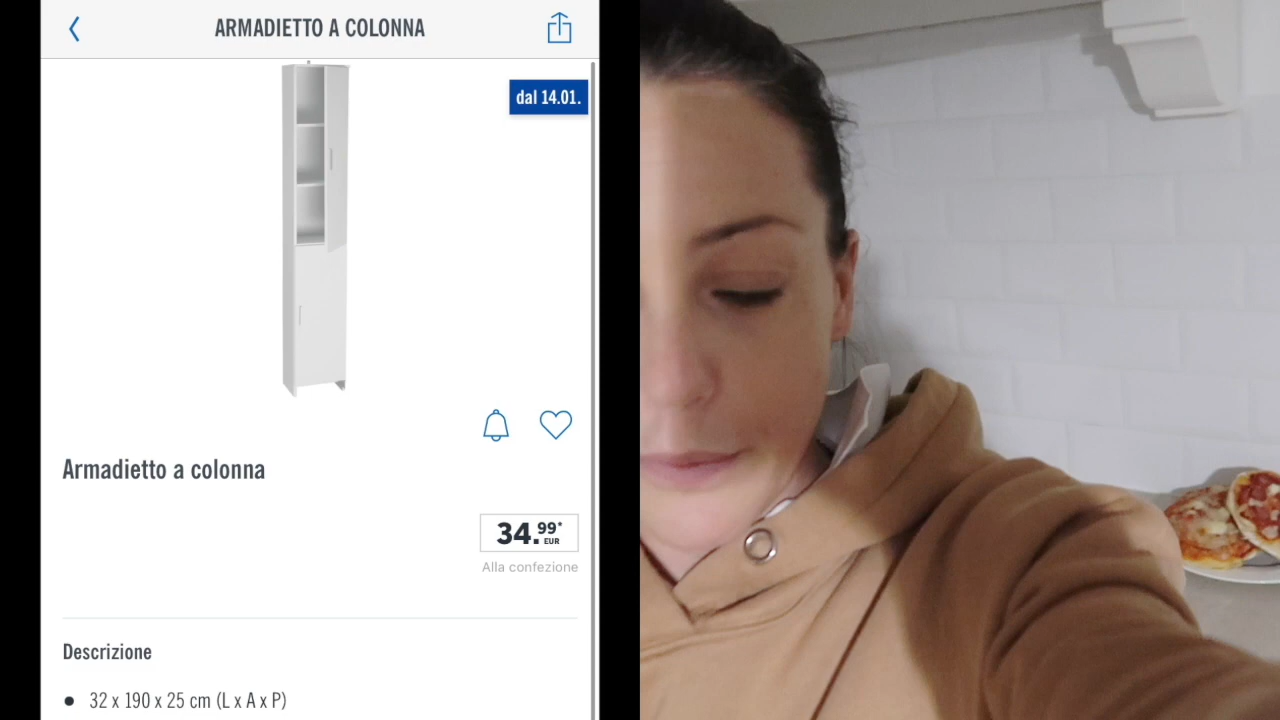 ARMADIETTO A COLONNA
dal 14.01.
Armadietto a colonna
34.99*
EUR
Alla confezione
Descrizione
● 32 x 190 x 25 cm (L x A x P)